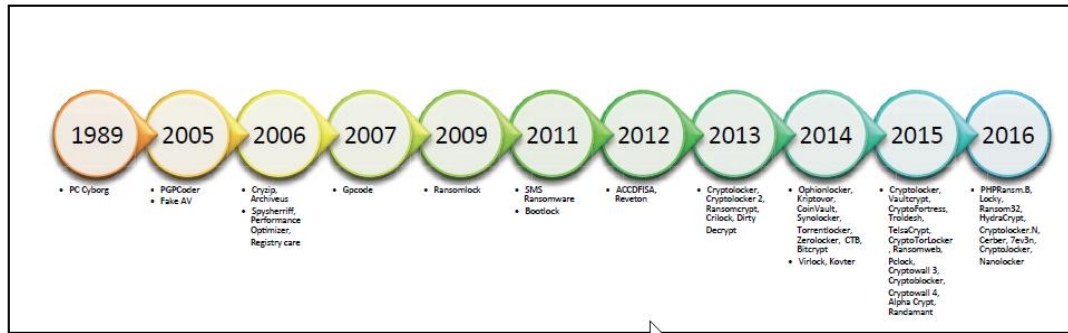 1989
2005
2006
2007
2009
2011
2012
2013
2014
2015
2016
• PC Cyborg
• PGPCoder
• Fake AV
• Cryzip,
Archiveus
• Spysherriff,
Performance
Optimizer,
Registry care
• Gpcode
• Ransomlock
• SMS
Ransomware
• Bootlock
• ACCDFISA,
Reveton
• Cryptolocker,
Cryptolocker 2,
Ransomcrypt,
Crilock, Dirty
Decrypt
• Ophionlocker,
Kriptovor,
CoinVault,
Synolocker,
Torrentlocker,
Zerolocker, CTB,
Bitcrypt
• Virlock, Kovter
• Cryptolocker,
Vaultcrypt,
CryptoFortress,
Troldesh,
TelsaCrypt,
CryptoTorLocker
, Ransomweb,
Pclock,
Cryptowall 3,
Cryptoblocker,
Cryptowall 4,
Alpha Crypt,
Randamant
• PHPRansm.B,
Locky,
Ransom32,
HydraCrypt,
Cryptolocker.N,
Cerber, 7ev3n,
CryptoJocker,
Nanolocker